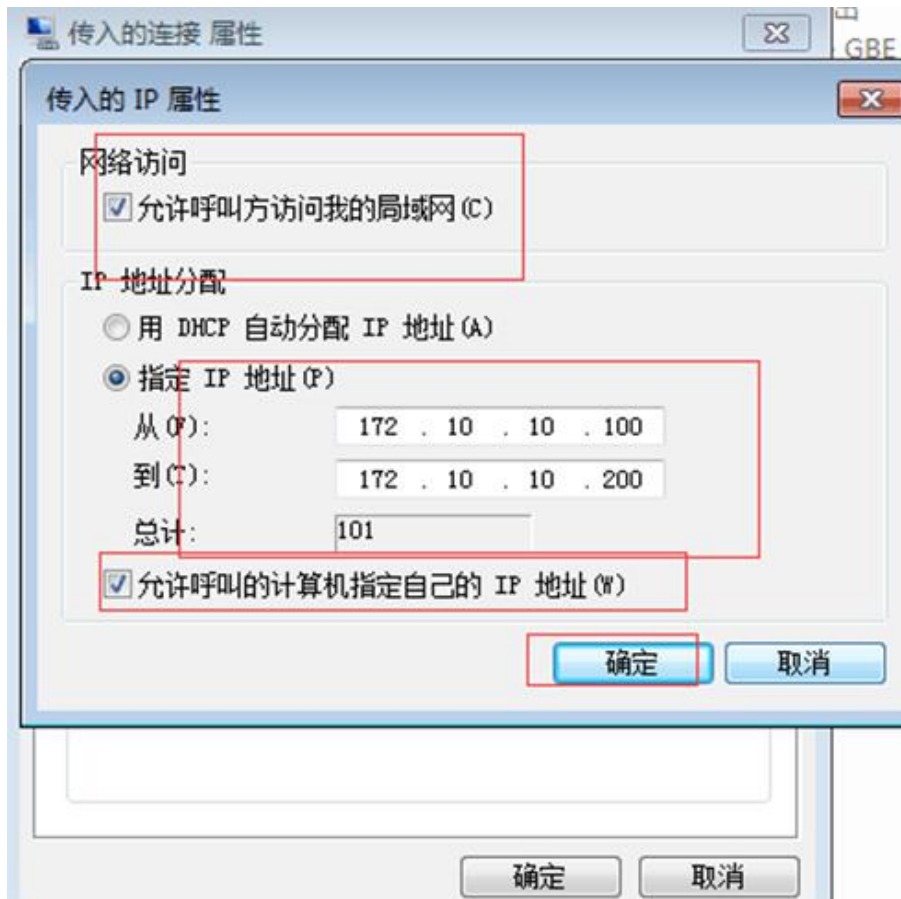 传入的连接 属性
出
GBE
传入的 IP 属性
网络访问
允许呼叫方访问我的局域网(C)
IP 地址分配
用 DHCP 自动分配 IP 地址(A)
指定 IP 地址(P)
从(F):
172 . 10 . 10 . 100
到(T):
172 . 10 . 10 . 200
总计:
101
允许呼叫的计算机指定自己的 IP 地址(W)
确定
取消
确定
取消